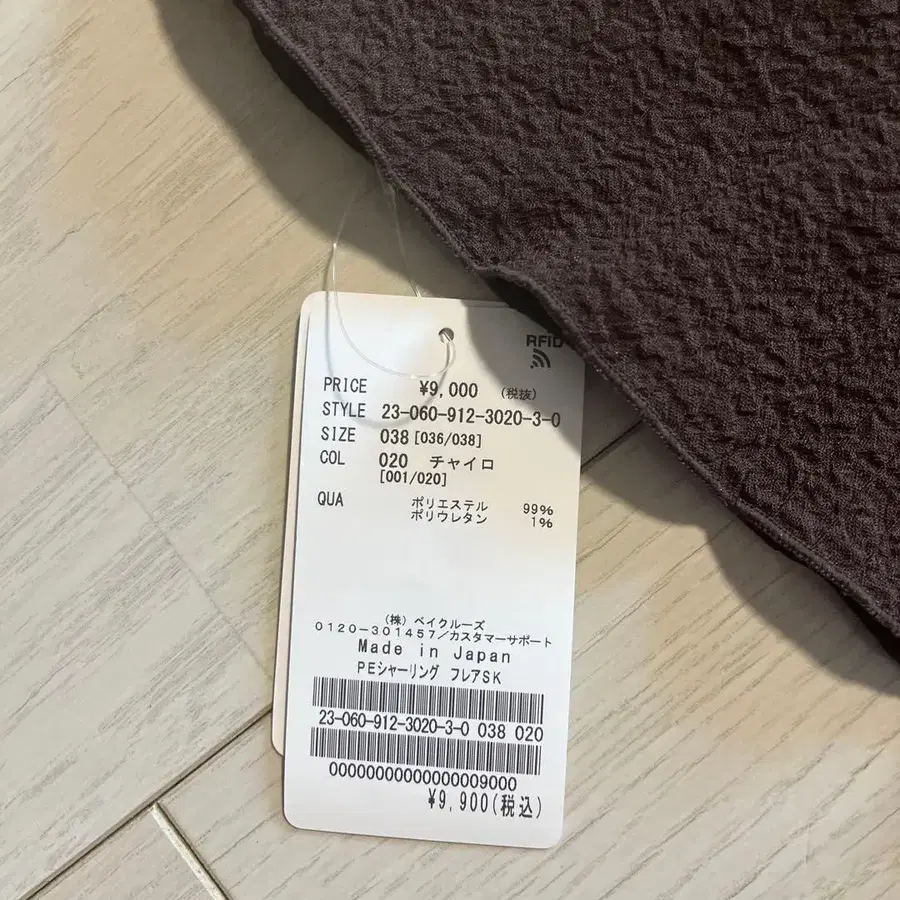 RFID
PRICE ¥9,000 (税抜)
STYLE 23-060-912-3020-3-0
SIZE 038 [036/038]
COL 020 チャイロ
[001/020]
QUA ポリエステル 99%
ポリウレタン 1%
(株) ベイクルーズ
0120-301457/カスタマーサポート
Made in Japan
PEシャーリング フレアSK
23-060-912-3020-3-0 038 020
00000000000000009000
¥9,900(税込)